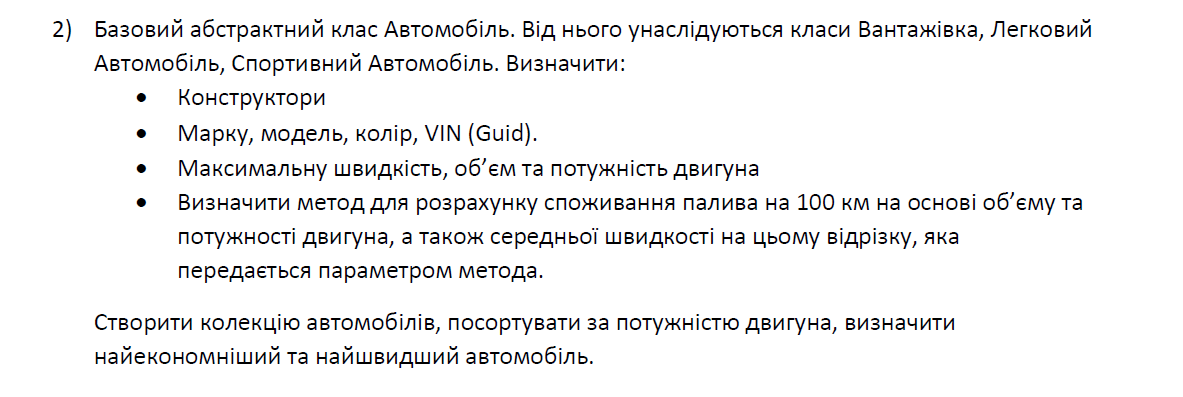 2) Базовий абстрактний клас Автомобіль. Від нього унаслідуються класи Вантажівка, Легковий
Автомобіль, Спортивний Автомобіль. Визначити:
• Конструктори
• Марку, модель, колір, VIN (Guid).
• Максимальну швидкість, об’єм та потужність двигуна
• Визначити метод для розрахунку споживання палива на 100 км на основі об’єму та
потужності двигуна, а також середньої швидкості на цьому відрізку, яка
передається параметром метода.
Створити колекцію автомобілів, посортувати за потужністю двигуна, визначити
найекономніший та найшвидший автомобіль.